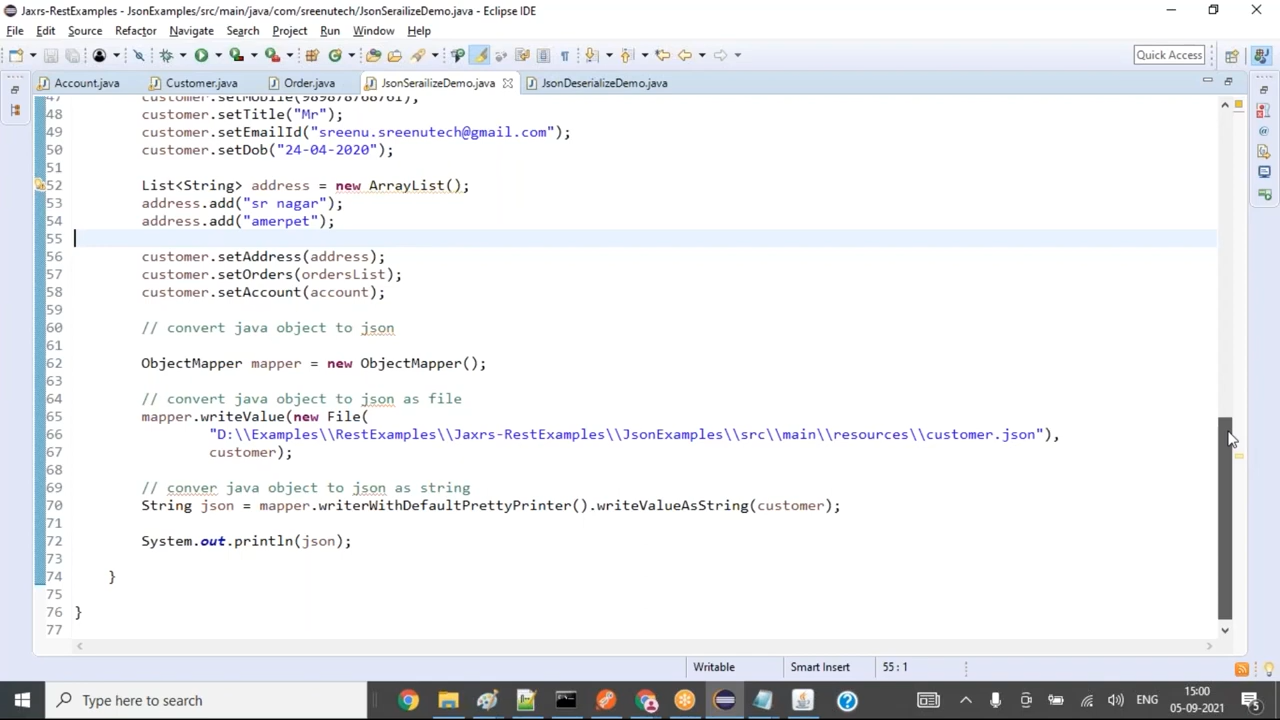 Jaxrs-RestExamples - JsonExamples/src/main/java/com/sreenutech/JsonSerailizeDemo.java - Eclipse IDE
File Edit Source Refactor Navigate Search Project Run Window Help
Quick Access
Account.java Customer.java Order.java JsonSerailizeDemo.java JsonDeserializeDemo.java
47 customer.setMobile(989878768761);
48 customer.setTitle("Mr");
49 customer.setEmailId("sreenu.sreenutech@gmail.com");
50 customer.setDob("24-04-2020");
51
52 List<String> address = new ArrayList();
53 address.add("sr nagar");
54 address.add("amerpet");
55
56 customer.setAddress(address);
57 customer.setOrders(ordersList);
58 customer.setAccount(account);
59
60 // convert java object to json
61
62 ObjectMapper mapper = new ObjectMapper();
63
64 // convert java object to json as file
65 mapper.writeValue(new File(
66 "D:\\Examples\\RestExamples\\Jaxrs-RestExamples\\JsonExamples\\src\\main\\resources\\customer.json"),
67 customer);
68
69 // conver java object to json as string
70 String json = mapper.writerWithDefaultPrettyPrinter().writeValueAsString(customer);
71
72 System.out.println(json);
73
74 }
75
76 }
77
Writable Smart Insert 55 : 1
Type here to search
ENG
15:00
05-09-2021
5